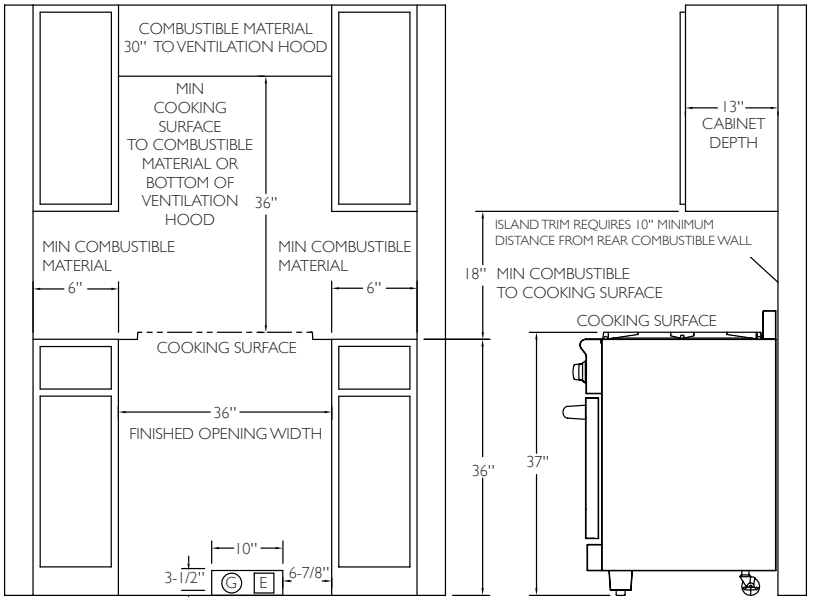 COMBUSTIBLE MATERIAL
30" TO VENTILATION HOOD
MIN
COOKING
SURFACE
TO COMBUSTIBLE
MATERIAL OR
BOTTOM OF
VENTILATION
HOOD
36"
MIN COMBUSTIBLE
MATERIAL
6"
MIN COMBUSTIBLE
MATERIAL
6"
COOKING SURFACE
36"
FINISHED OPENING WIDTH
10"
3-1/2"
G
E
6-7/8"
13"
CABINET
DEPTH
ISLAND TRIM REQUIRES 10" MINIMUM
DISTANCE FROM REAR COMBUSTIBLE WALL
18"
MIN COMBUSTIBLE
TO COOKING SURFACE
COOKING SURFACE
36"
37"